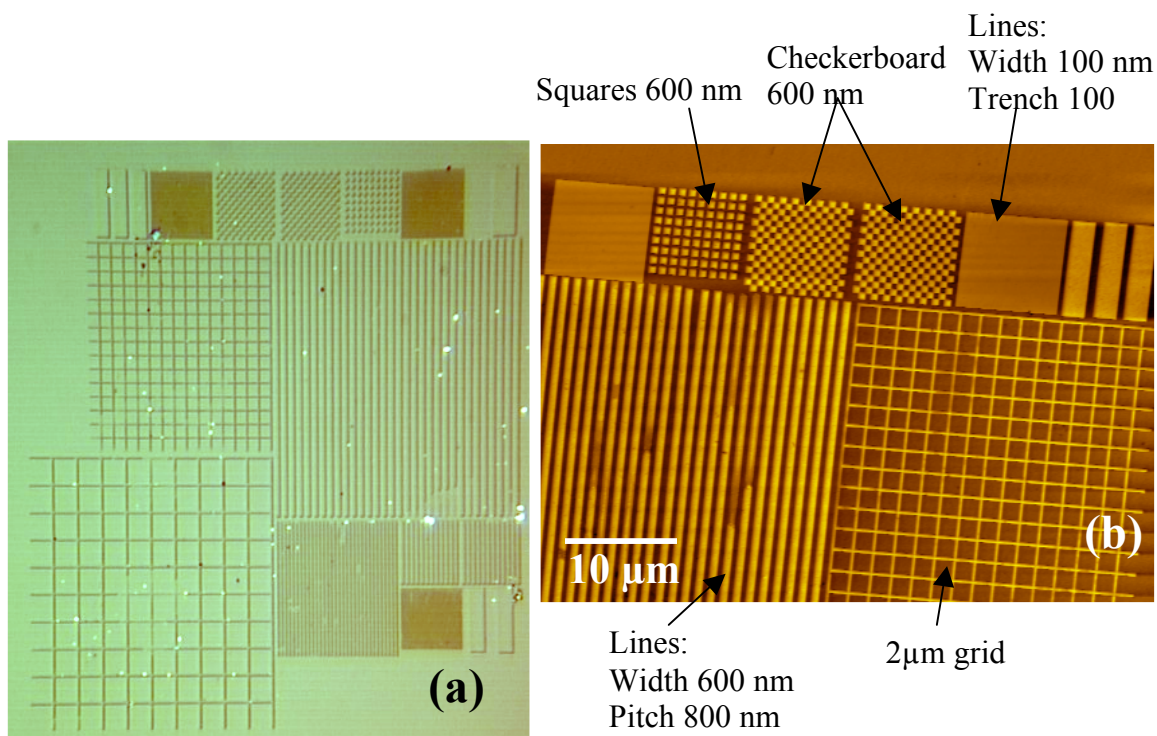 Squares 600 nm
Checkerboard
600 nm
Lines:
Width 100 nm
Trench 100
(a)
(b)
10 µm
Lines:
Width 600 nm
Pitch 800 nm
2µm grid